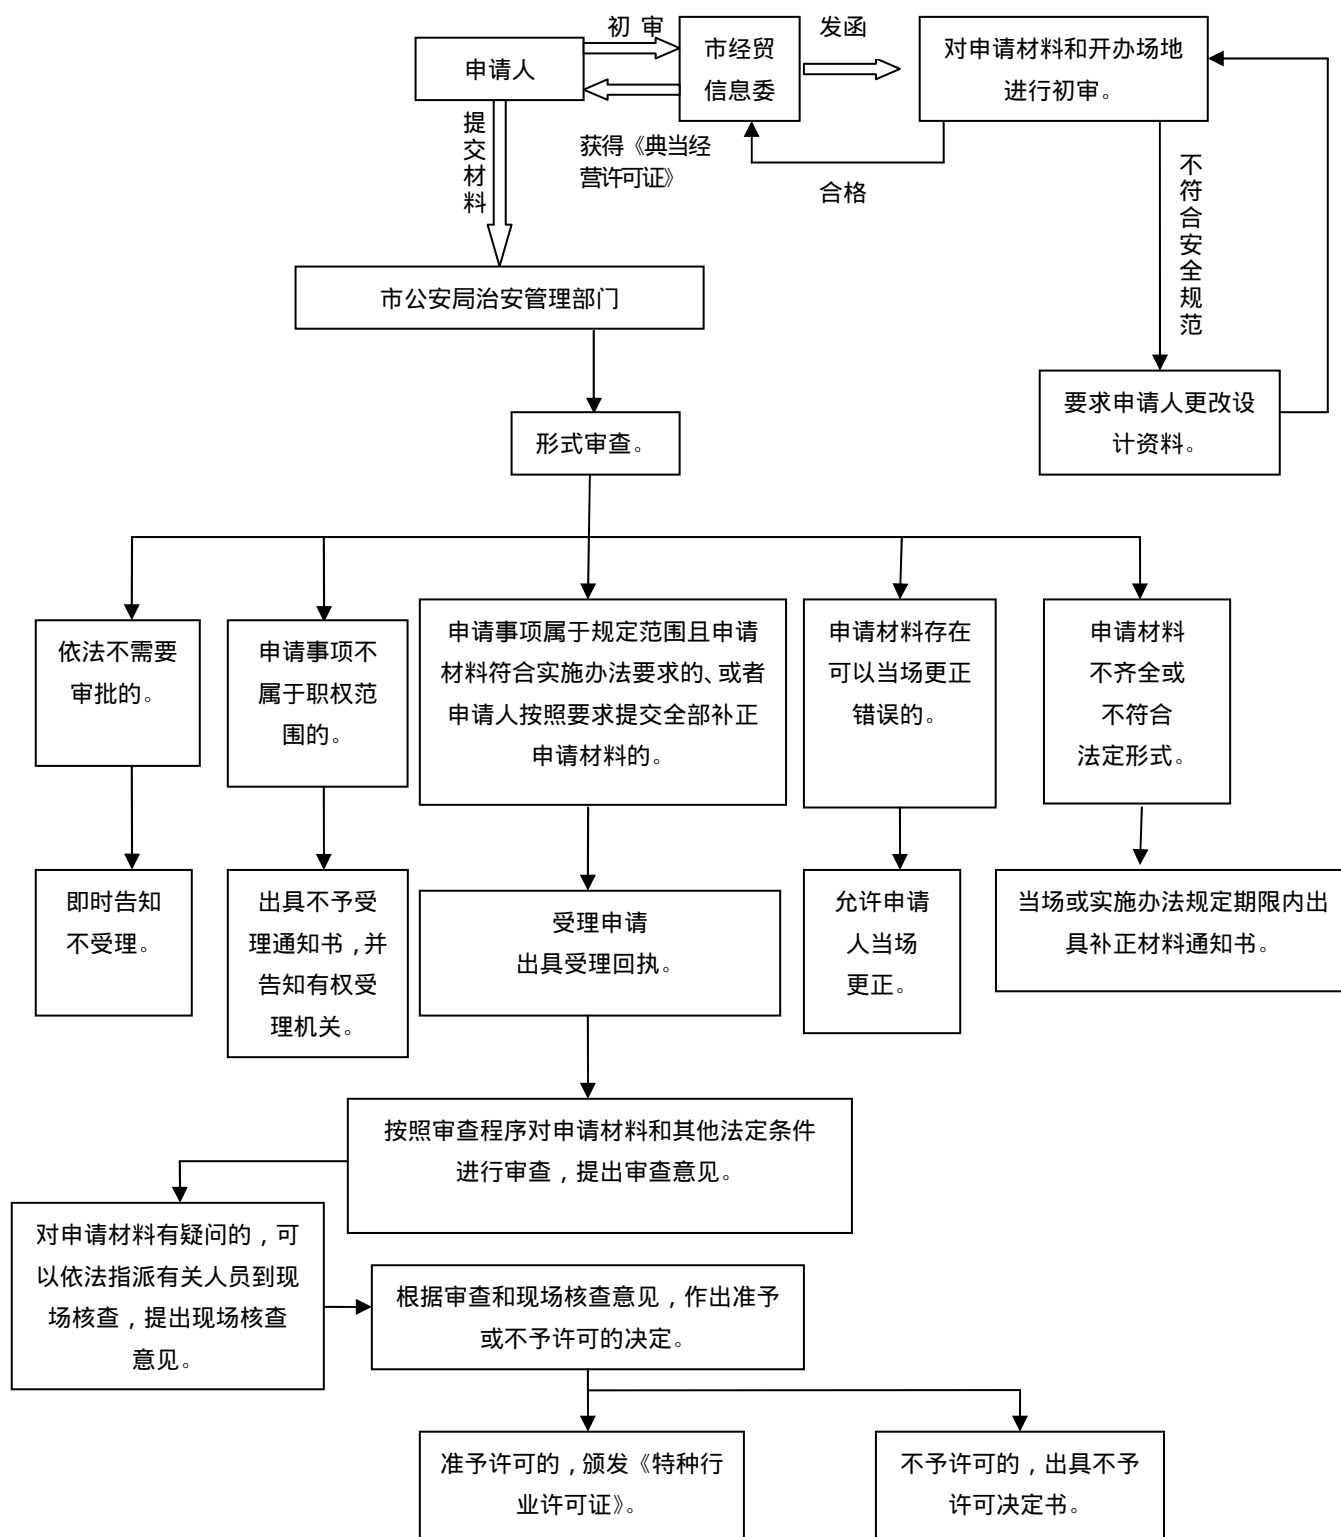 初 审
发函
申请人
市经贸
信息委
对申请材料和开办场地
进行初审。
提交材料
获得《典当经
营许可证》
合格
不符合安全规范
市公安局治安管理部门
要求申请人更改设
计资料。
形式审查。
依法不需要
审批的。
申请事项不
属于职权范
围的。
申请事项属于规定范围且申请
材料符合实施办法要求的、或者
申请人按照要求提交全部补正
申请材料的。
申请材料存在
可以当场更正
错误的。
申请材料
不齐全或
不符合
法定形式。
即时告知
不受理。
出具不予受
理通知书,并
告知有权受
理机关。
受理申请
出具受理回执。
允许申请
人当场
更正。
当场或实施办法规定期限内出
具补正材料通知书。
按照审查程序对申请材料和其他法定条件
进行审查,提出审查意见。
对申请材料有疑问的,可
以依法指派有关人员到现
场核查,提出现场核查
意见。
根据审查和现场核查意见,作出准予
或不予许可的决定。
准予许可的,颁发《特种行
业许可证》。
不予许可的,出具不予
许可决定书。